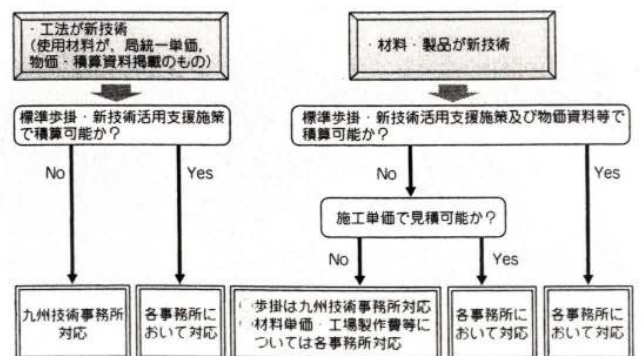 ・工法が新技術
(使用材料が，局統一単価，
物価・積算資料掲載のもの)
・材料・製品が新技術
標準歩掛・新技術活用支援施策
で積算可能か？
標準歩掛・新技術活用支援施策及び物価資料等で
積算可能か？
No
Yes
No
Yes
施工単価で見積可能か？
No
Yes
九州技術事務所
対応
各事務所に
おいて対応
○歩掛は九州技術事務所対応
○材料単価・工場製作費等に
ついては各事務所対応
各事務所に
おいて対応
各事務所に
おいて対応